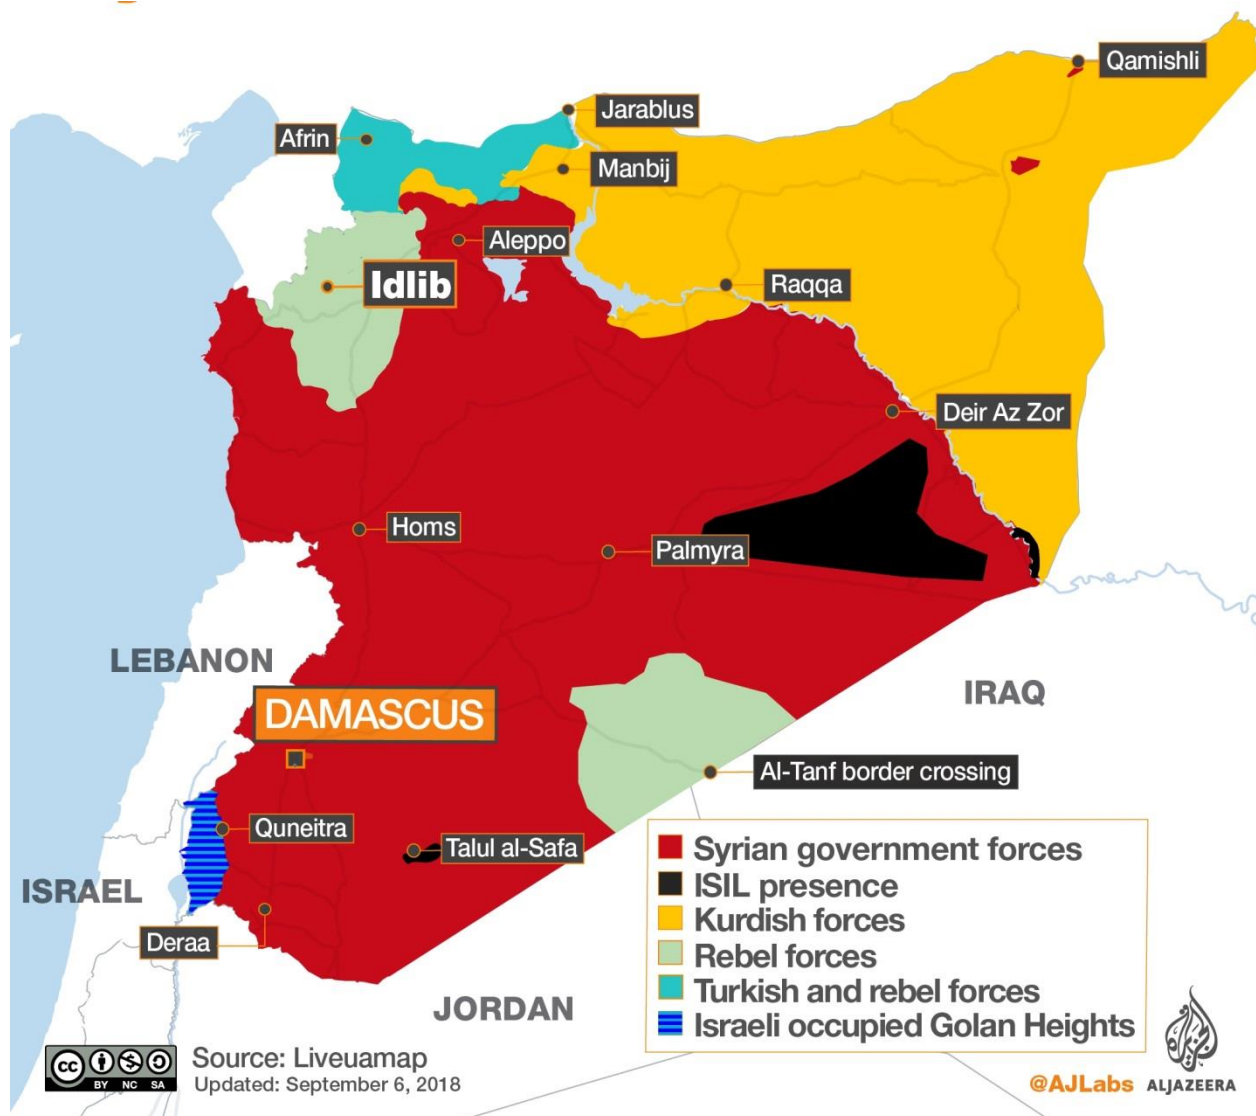 Qamishli
Jarablus
Afrin
Manbij
Aleppo
Idlib
Raqqa
Deir Az Zor
Homs
Palmyra
LEBANON
IRAQ
DAMASCUS
Al-Tanf border crossing
Quneitra
Talul al-Safa
ISRAEL
Deraa
JORDAN
Syrian government forces
ISIL presence
Kurdish forces
Rebel forces
Turkish and rebel forces
Israeli occupied Golan Heights
cc BY NC SA
Source: Liveuamap
Updated: September 6, 2018
@AJLabs ALJAZEERA